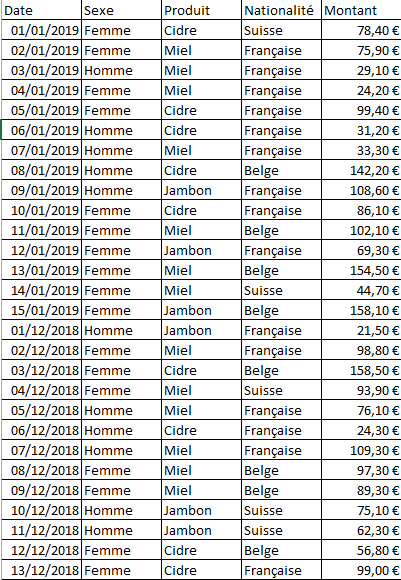 Date Sexe Produit Nationalité Montant
01/01/2019 Femme Cidre Suisse 78,40 €
02/01/2019 Femme Miel Française 75,90 €
03/01/2019 Homme Miel Française 29,10 €
04/01/2019 Femme Miel Française 24,20 €
05/01/2019 Femme Cidre Française 99,40 €
06/01/2019 Homme Cidre Française 31,20 €
07/01/2019 Homme Miel Française 33,30 €
08/01/2019 Homme Cidre Belge 142,20 €
09/01/2019 Homme Jambon Française 108,60 €
10/01/2019 Femme Cidre Française 86,10 €
11/01/2019 Femme Miel Belge 102,10 €
12/01/2019 Femme Jambon Française 69,30 €
13/01/2019 Femme Miel Belge 154,50 €
14/01/2019 Femme Miel Suisse 44,70 €
15/01/2019 Femme Jambon Belge 158,10 €
01/12/2018 Homme Jambon Française 21,50 €
02/12/2018 Femme Miel Française 98,80 €
03/12/2018 Femme Cidre Belge 158,50 €
04/12/2018 Femme Miel Suisse 93,90 €
05/12/2018 Homme Miel Française 76,10 €
06/12/2018 Homme Cidre Française 24,30 €
07/12/2018 Homme Miel Française 109,30 €
08/12/2018 Femme Miel Belge 97,30 €
09/12/2018 Femme Miel Belge 89,30 €
10/12/2018 Homme Jambon Suisse 75,10 €
11/12/2018 Homme Jambon Suisse 62,30 €
12/12/2018 Femme Cidre Belge 56,80 €
13/12/2018 Femme Cidre Française 99,00 €